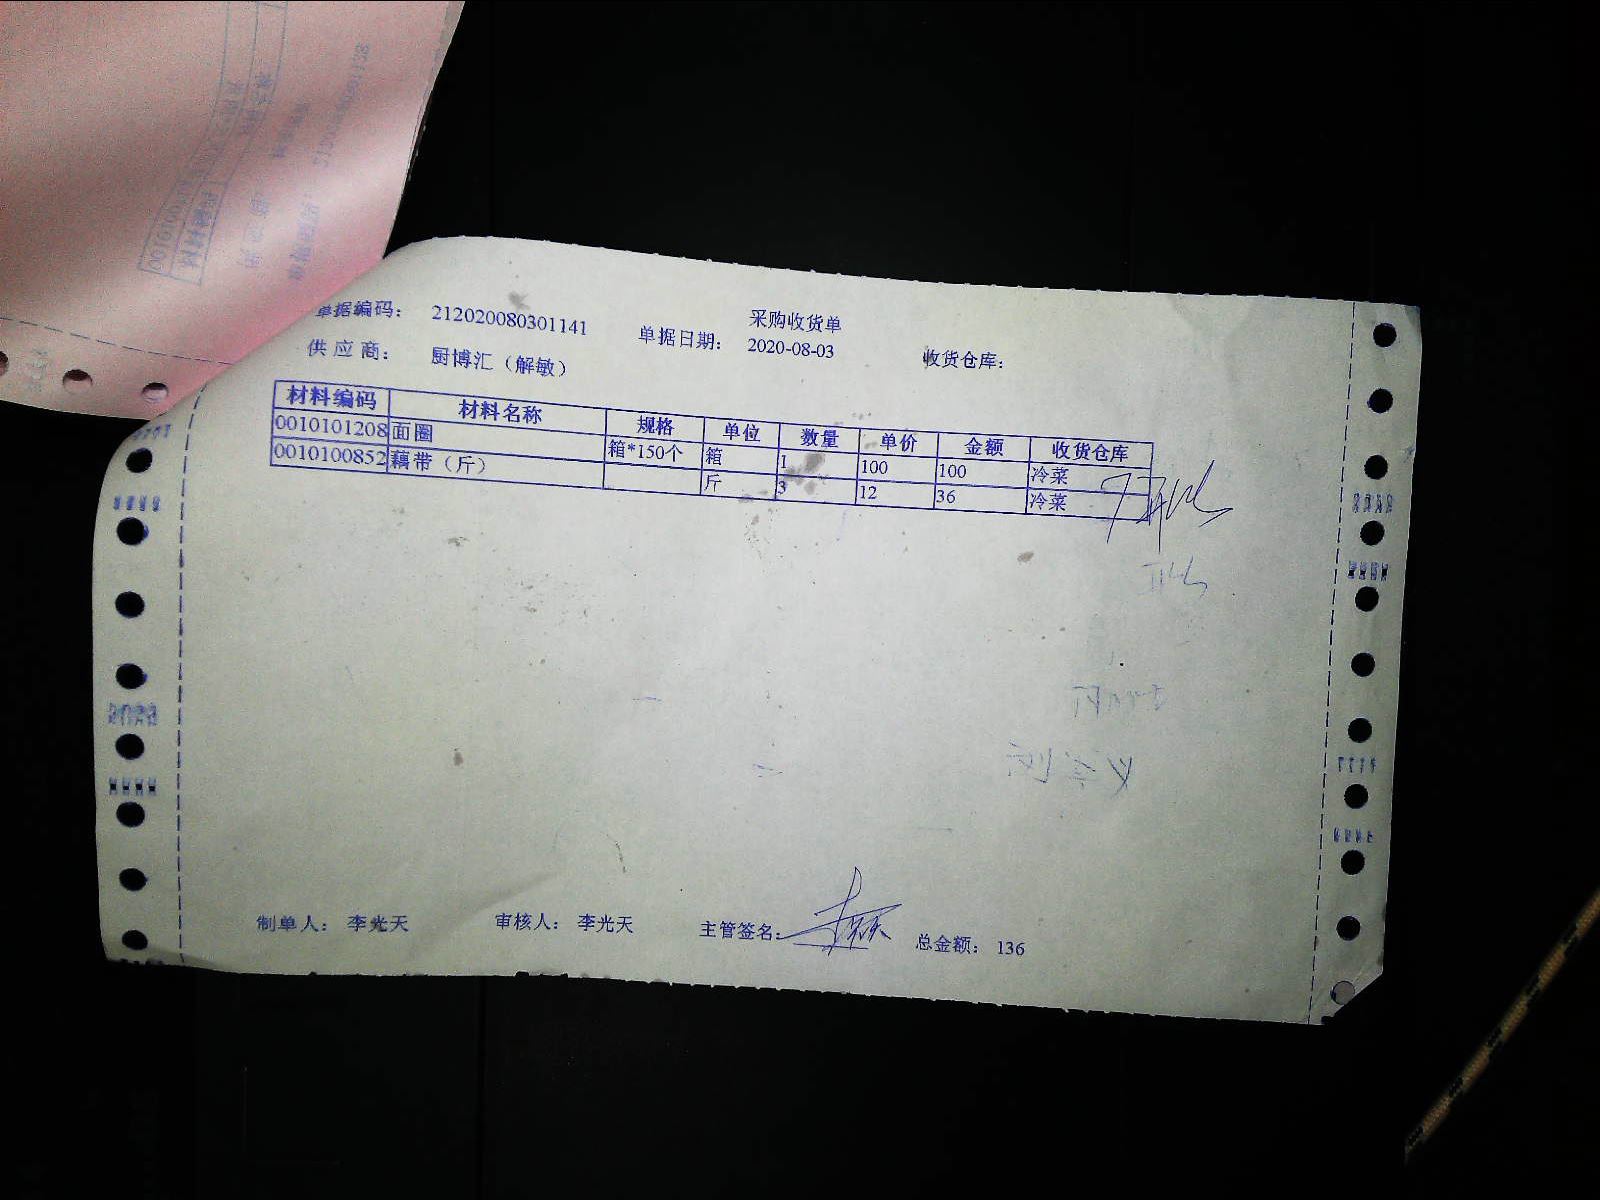 采购收货单
单据编码： 212020080301141 单据日期： 2020-08-03 收货仓库：
供应商： 厨博汇（解敏）
材料编码 材料名称 规格 单位 数量 单价 金额 收货仓库
0010101208 面圈 箱*150个 箱 1 100 100 冷菜
0010100852 藕带（斤） 斤 3 12 36 冷菜
制单人： 李光天 审核人： 李光天 主管签名： 总金额： 136